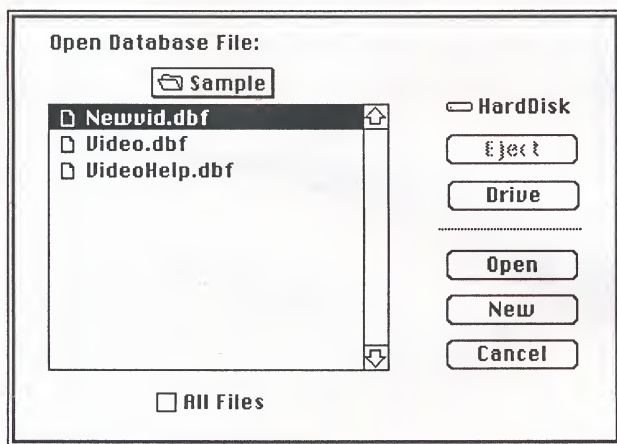 Open Database File:
Sample
Newvid.dbf
Video.dbf
VideoHelp.dbf
HardDisk
Eject
Drive
Open
New
Cancel
All Files